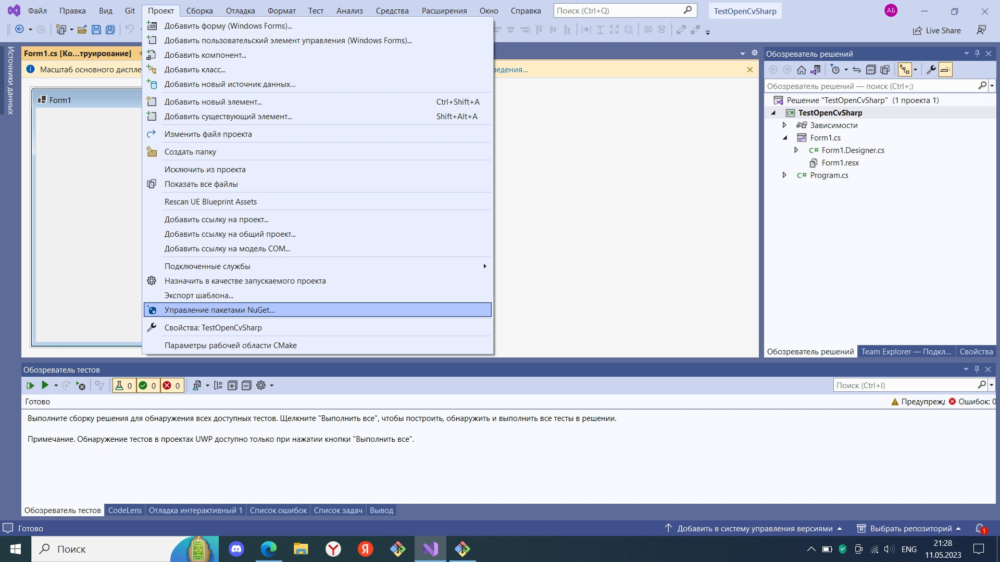 Файл Правка Вид Git Проект Сборка Отладка Формат Тест Анализ Средства Расширения Окно Справка Поиск (Ctrl+Q) TestOpenCvSharp АБ
Live Share
Источники данных
Form1.cs [Ко...труирование]
Масштаб основного дисплe
ведения...
Form1
Добавить форму (Windows Forms)...
Добавить пользовательский элемент управления (Windows Forms)...
Добавить компонент...
Добавить класс...
Добавить новый источник данных...
Добавить новый элемент... Ctrl+Shift+A
Добавить существующий элемент... Shift+Alt+A
Изменить файл проекта
Создать папку
Исключить из проекта
Показать все файлы
Rescan UE Blueprint Assets
Добавить ссылку на проект...
Добавить ссылку на общий проект...
Добавить ссылку на модель COM...
Подключенные службы
Назначить в качестве запускаемого проекта
Экспорт шаблона...
Управление пакетами NuGet...
Свойства: TestOpenCvSharp
Параметры рабочей области CMake
Обозреватель решений
Обозреватель решений — поиск (Ctrl+;)
Решение "TestOpenCvSharp" (1 проекта 1)
TestOpenCvSharp
Зависимости
Form1.cs
Form1.Designer.cs
Form1.resx
Program.cs
Обозреватель решений Team Explorer — Подкл... Свойства
Обозреватель тестов
0 0 0 Поиск (Ctrl+I)
Готово Предупрежд Ошибок: 0
Выполните сборку решения для обнаружения всех доступных тестов. Щелкните "Выполнить все", чтобы построить, обнаружить и выполнить все тесты в решении.
Примечание. Обнаружение тестов в проектах UWP доступно только при нажатии кнопки "Выполнить все".
Обозреватель тестов CodeLens Отладка интерактивный 1 Список ошибок Список задач Вывод
Готово Добавить в систему управления версиями Выбрать репозиторий 1
Поиск ENG 21:28
11.05.2023